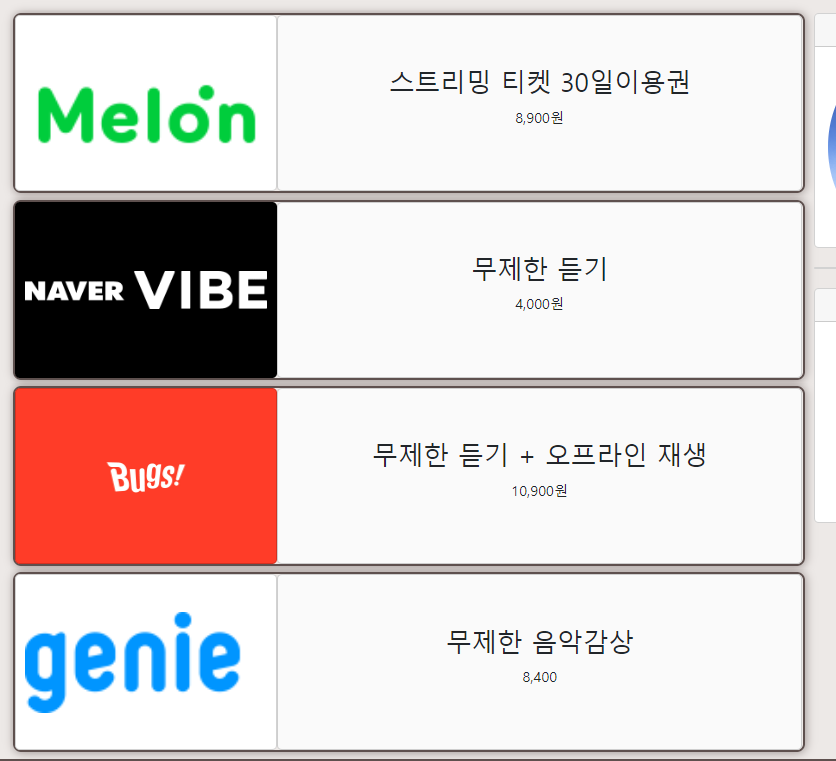 Melon
스트리밍 티켓 30일이용권
8,900원
NAVER VIBE
무제한 듣기
4,000원
Bugs!
무제한 듣기 + 오프라인 재생
10,900원
genie
무제한 음악감상
8,400